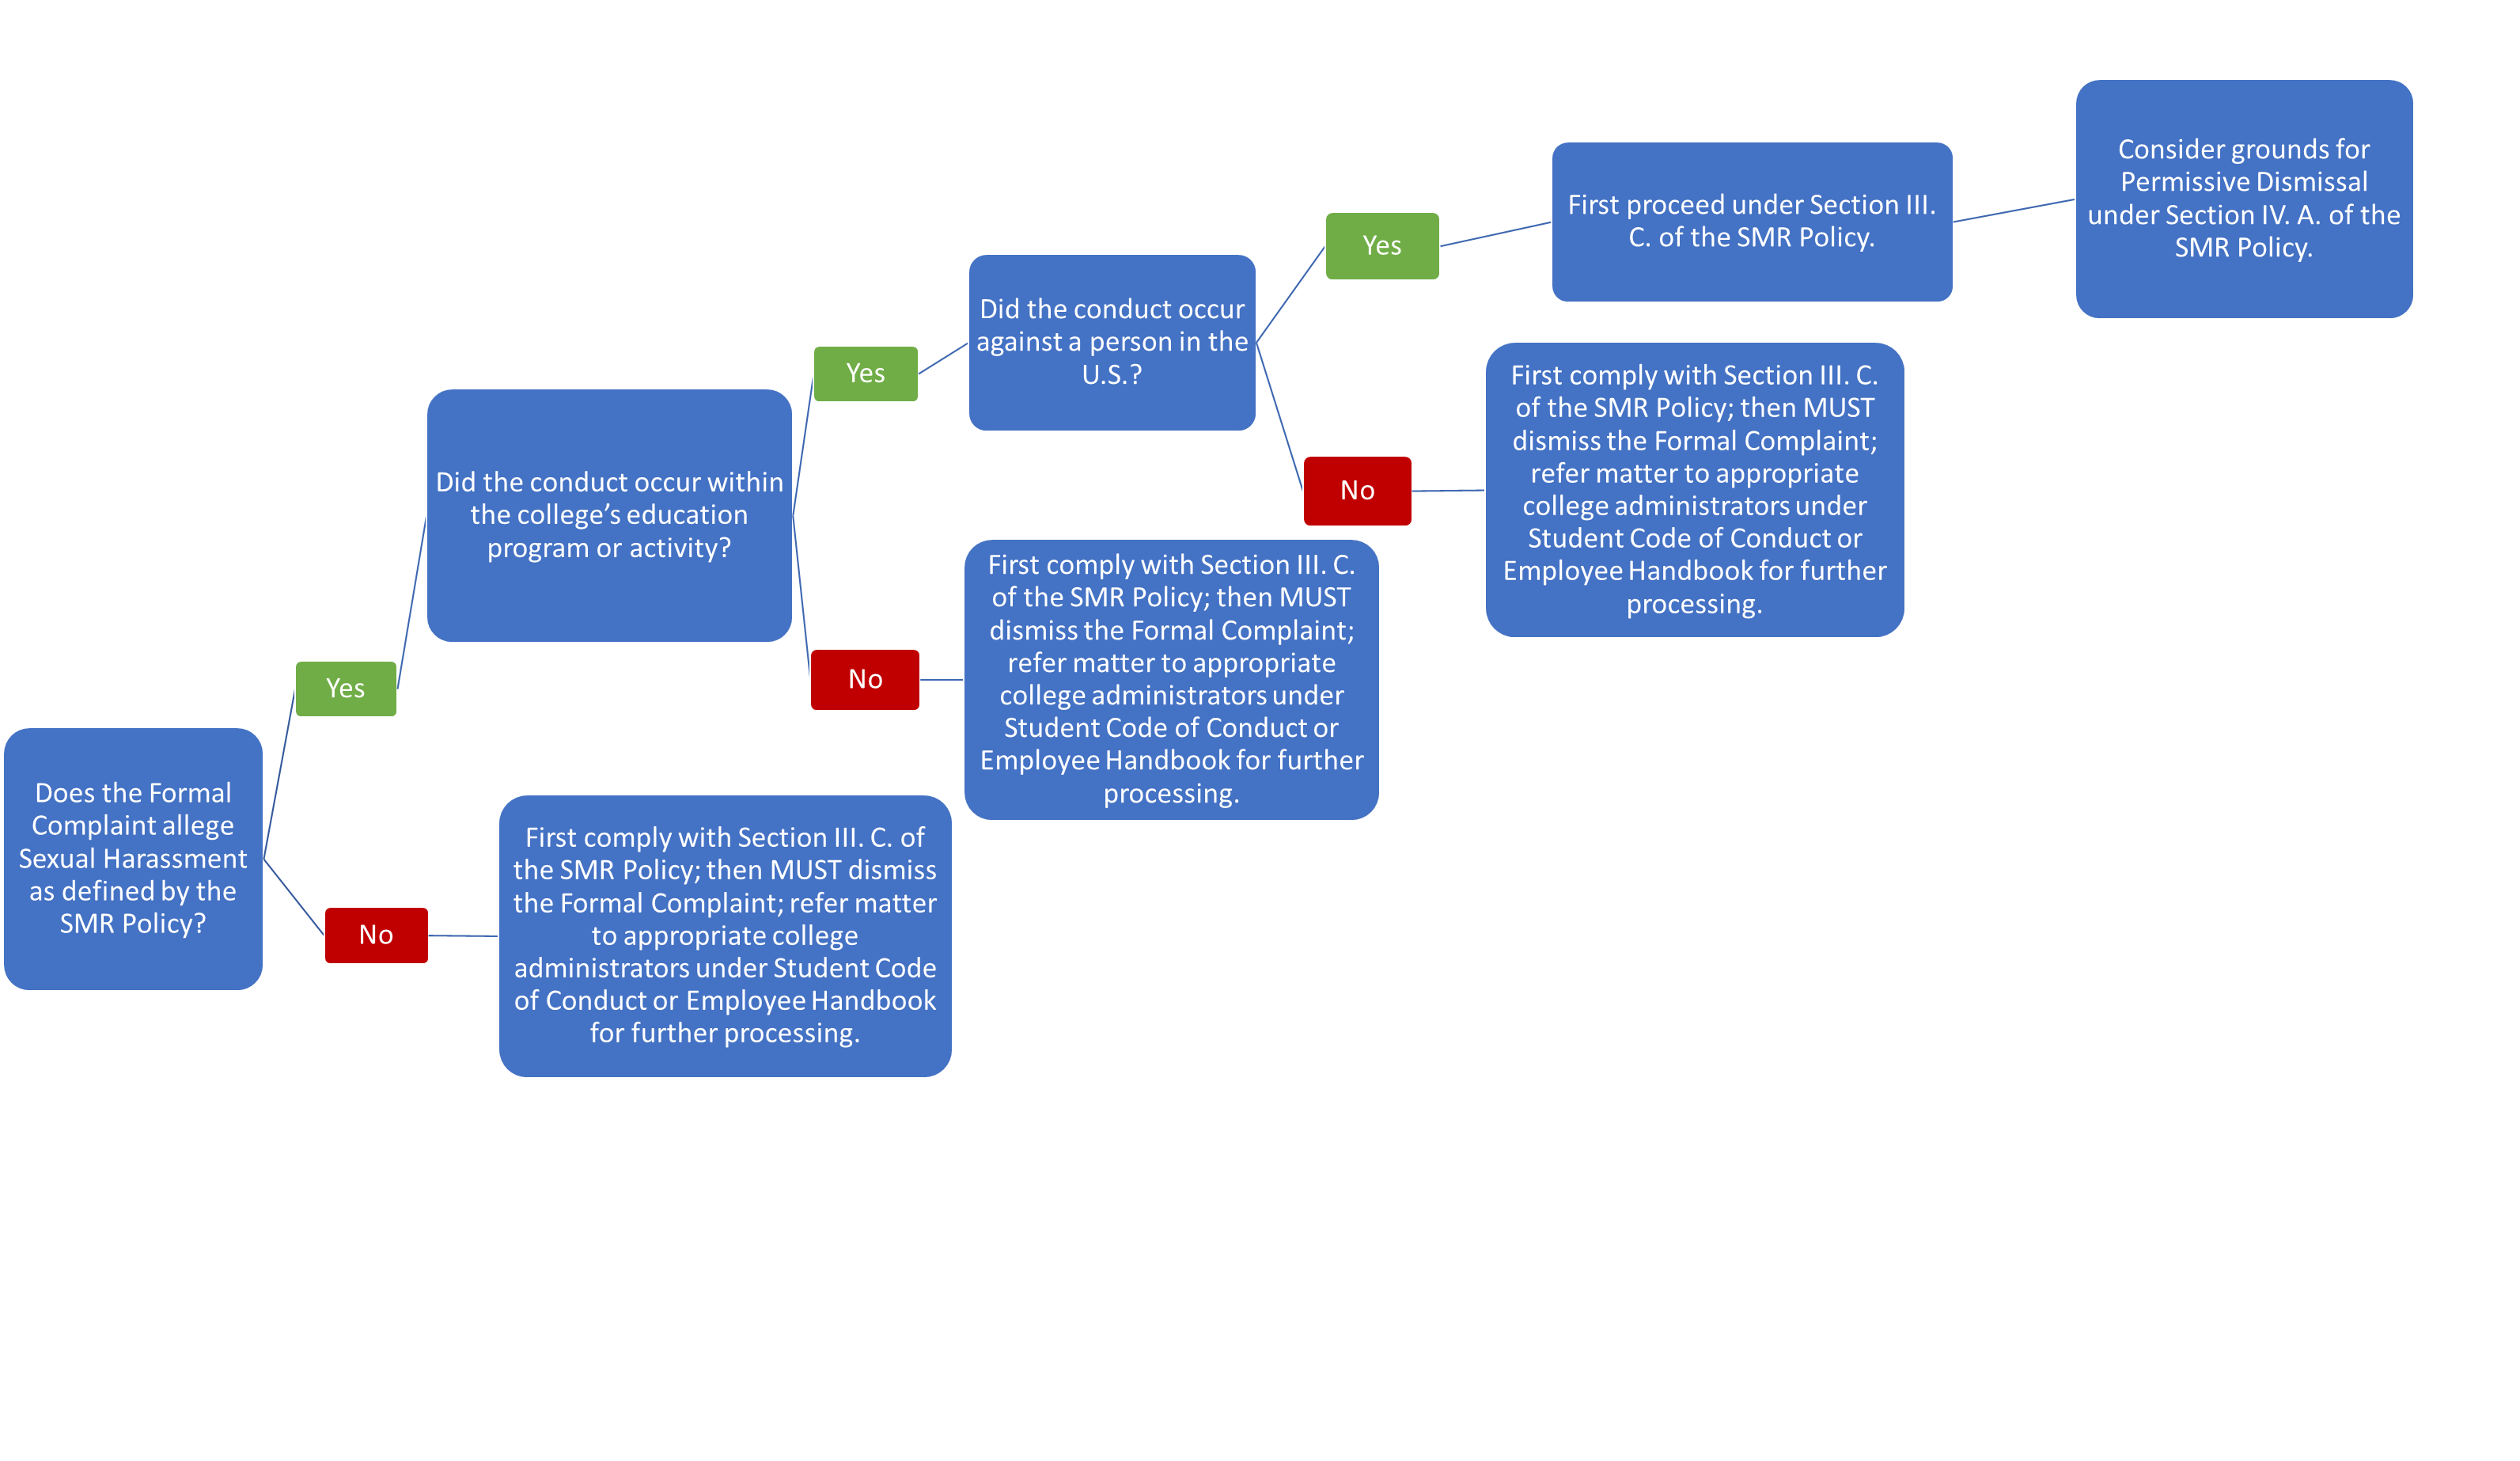 Does the Formal
Complaint allege
Sexual Harassment
as defined by the
SMR Policy?
Yes
Did the conduct occur within
the college’s education
program or activity?
Yes
Did the conduct occur
against a person in the
U.S.?
Yes
First proceed under Section III.
C. of the SMR Policy.
Consider grounds for
Permissive Dismissal
under Section IV. A. of the
SMR Policy.
No
First comply with Section III. C.
of the SMR Policy; then MUST
dismiss the Formal Complaint;
refer matter to appropriate
college administrators under
Student Code of Conduct or
Employee Handbook for further
processing.
No
First comply with Section III. C.
of the SMR Policy; then MUST
dismiss the Formal Complaint;
refer matter to appropriate
college administrators under
Student Code of Conduct or
Employee Handbook for further
processing.
No
First comply with Section III. C. of
the SMR Policy; then MUST dismiss
the Formal Complaint; refer matter
to appropriate college
administrators under Student Code
of Conduct or Employee Handbook
for further processing.